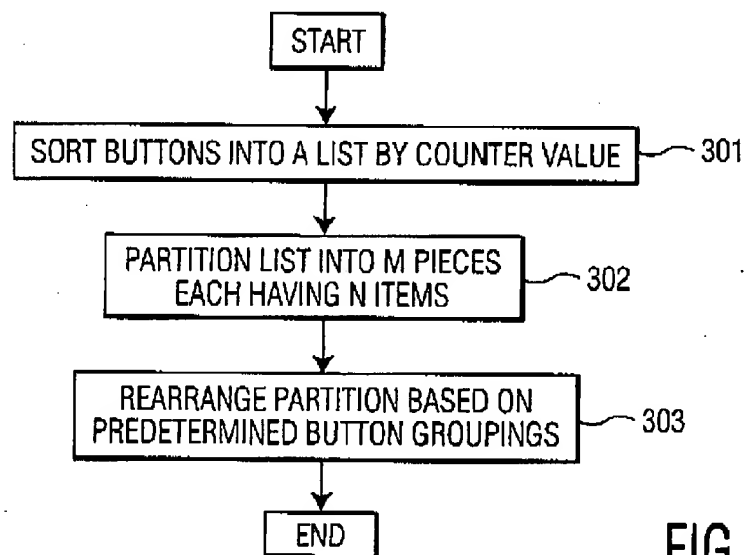 START
SORT BUTTONS INTO A LIST BY COUNTER VALUE
301
PARTITION LIST INTO M PIECES
EACH HAVING N ITEMS
302
REARRANGE PARTITION BASED ON
PREDETERMINED BUTTON GROUPINGS
303
END
FIG